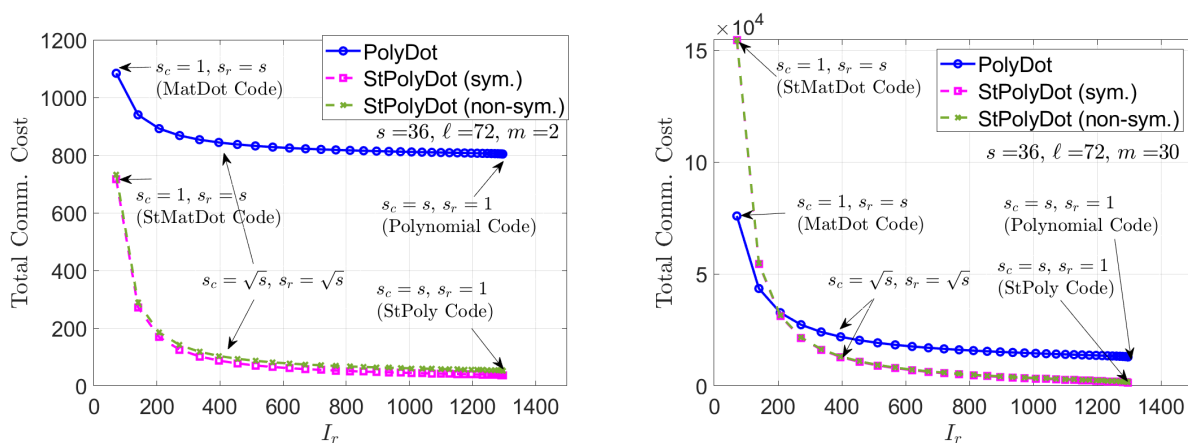 1200
1000
800
600
400
200
0
Total Comm. Cost
0 200 400 600 800 1000 1200 1400
I_r
PolyDot
StPolyDot (sym.)
StPolyDot (non-sym.)
s =36, ℓ =72, m =2
s_c = 1, s_r = s
(MatDot Code)
s_c = 1, s_r = s
(StMatDot Code)
s_c = √s, s_r = √s
s_c = s, s_r = 1
(Polynomial Code)
s_c = s, s_r = 1
(StPoly Code)
×10^4
15
10
5
0
Total Comm. Cost
0 200 400 600 800 1000 1200 1400
I_r
PolyDot
StPolyDot (sym.)
StPolyDot (non-sym.)
s =36, ℓ =72, m =30
s_c = 1, s_r = s
(StMatDot Code)
s_c = 1, s_r = s
(MatDot Code)
s_c = √s, s_r = √s
s_c = s, s_r = 1
(Polynomial Code)
s_c = s, s_r = 1
(StPoly Code)